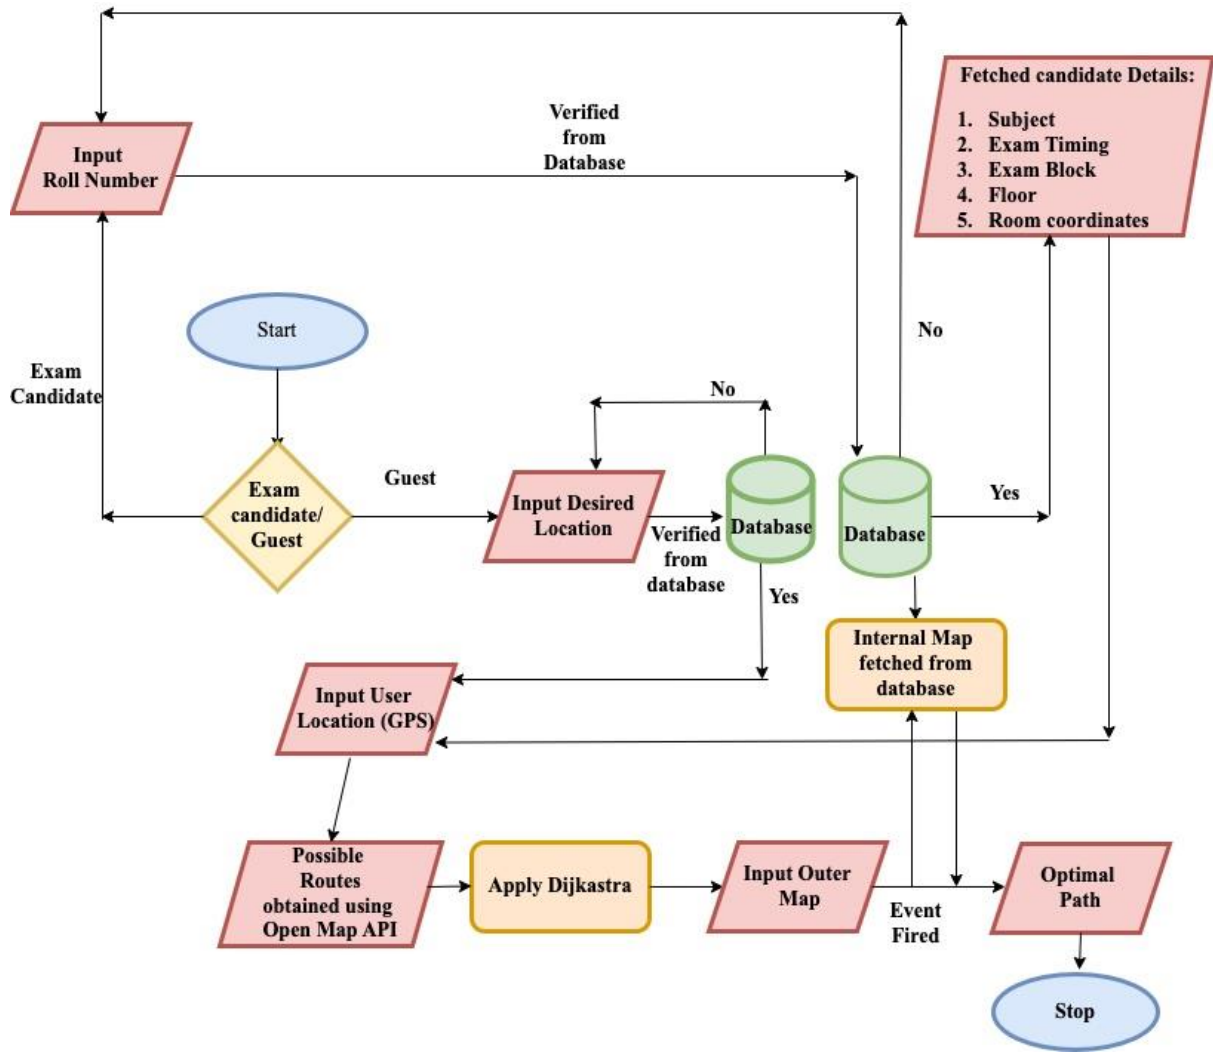 Fetched candidate Details:
1. Subject
2. Exam Timing
3. Exam Block
4. Floor
5. Room coordinates
Verified
from
Database
Input
Roll Number
Start
No
Exam
Candidate
No
Guest
Exam
candidate/
Guest
Input Desired
Location
Verified
from
database
Database
Database
Yes
Yes
Internal Map
fetched from
database
Input User
Location (GPS)
Possible
Routes
obtained using
Open Map API
Apply Dijkastra
Input Outer
Map
Event
Fired
Optimal
Path
Stop